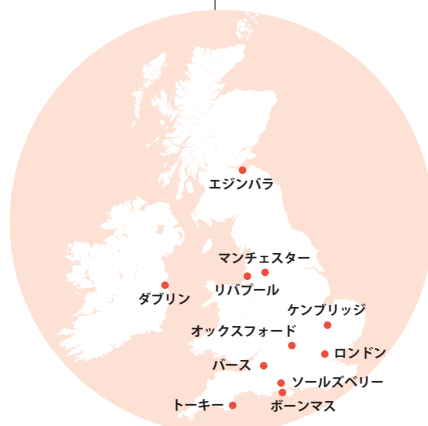 エジンバラ
マンチェスター
リバプール
ダブリン
ケンブリッジ
オックスフォード
ロンドン
バース
ソールズベリー
トーキー
ボーンマス